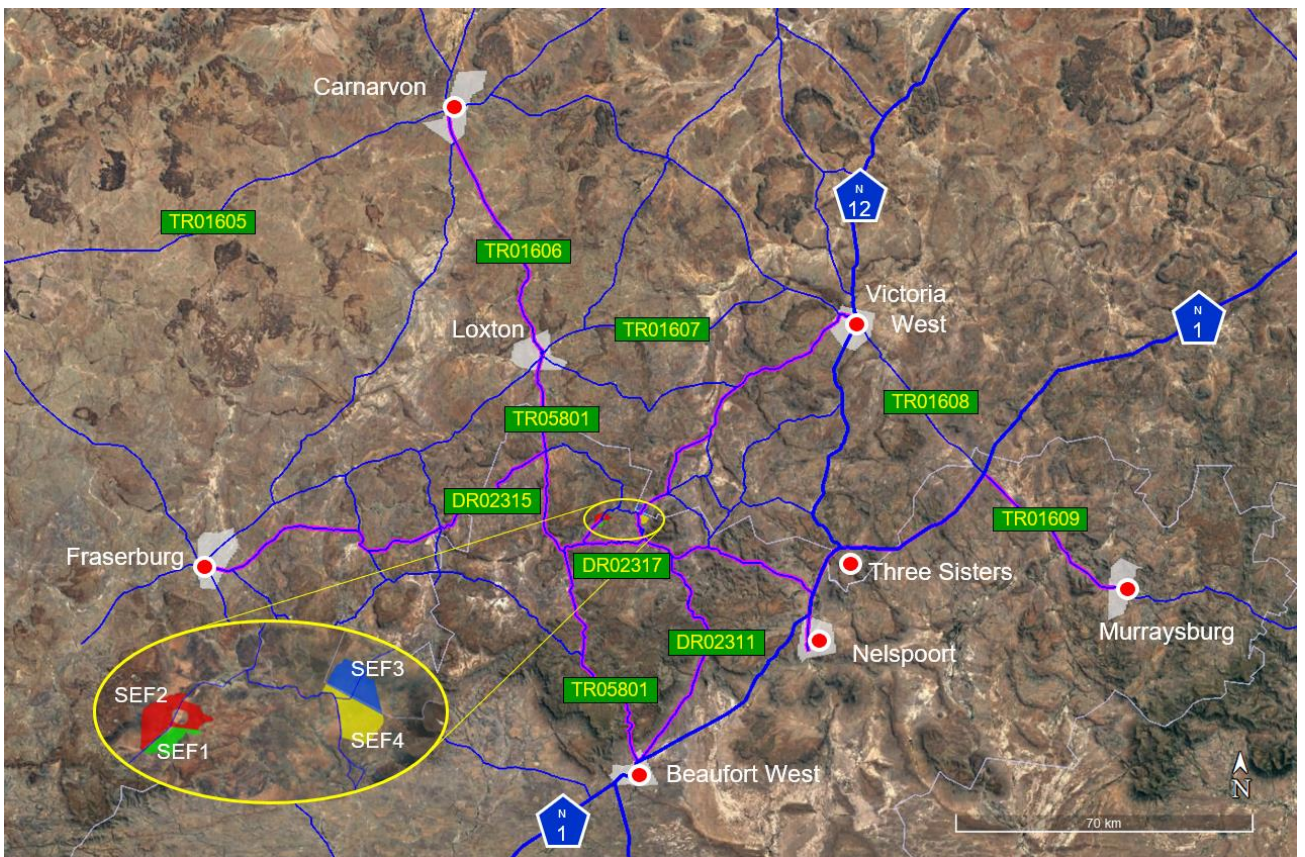 Carnarvon
TR01605
N
12
TR01606
Victoria
West
N
1
Loxton
TR01607
TR01608
TR05801
DR02315
TR01609
Fraserburg
DR02317
Three Sisters
Murraysburg
DR02311
Nelspoort
SEF3
SEF2
TR05801
SEF4
SEF1
Beaufort West
N
N
1
70 km